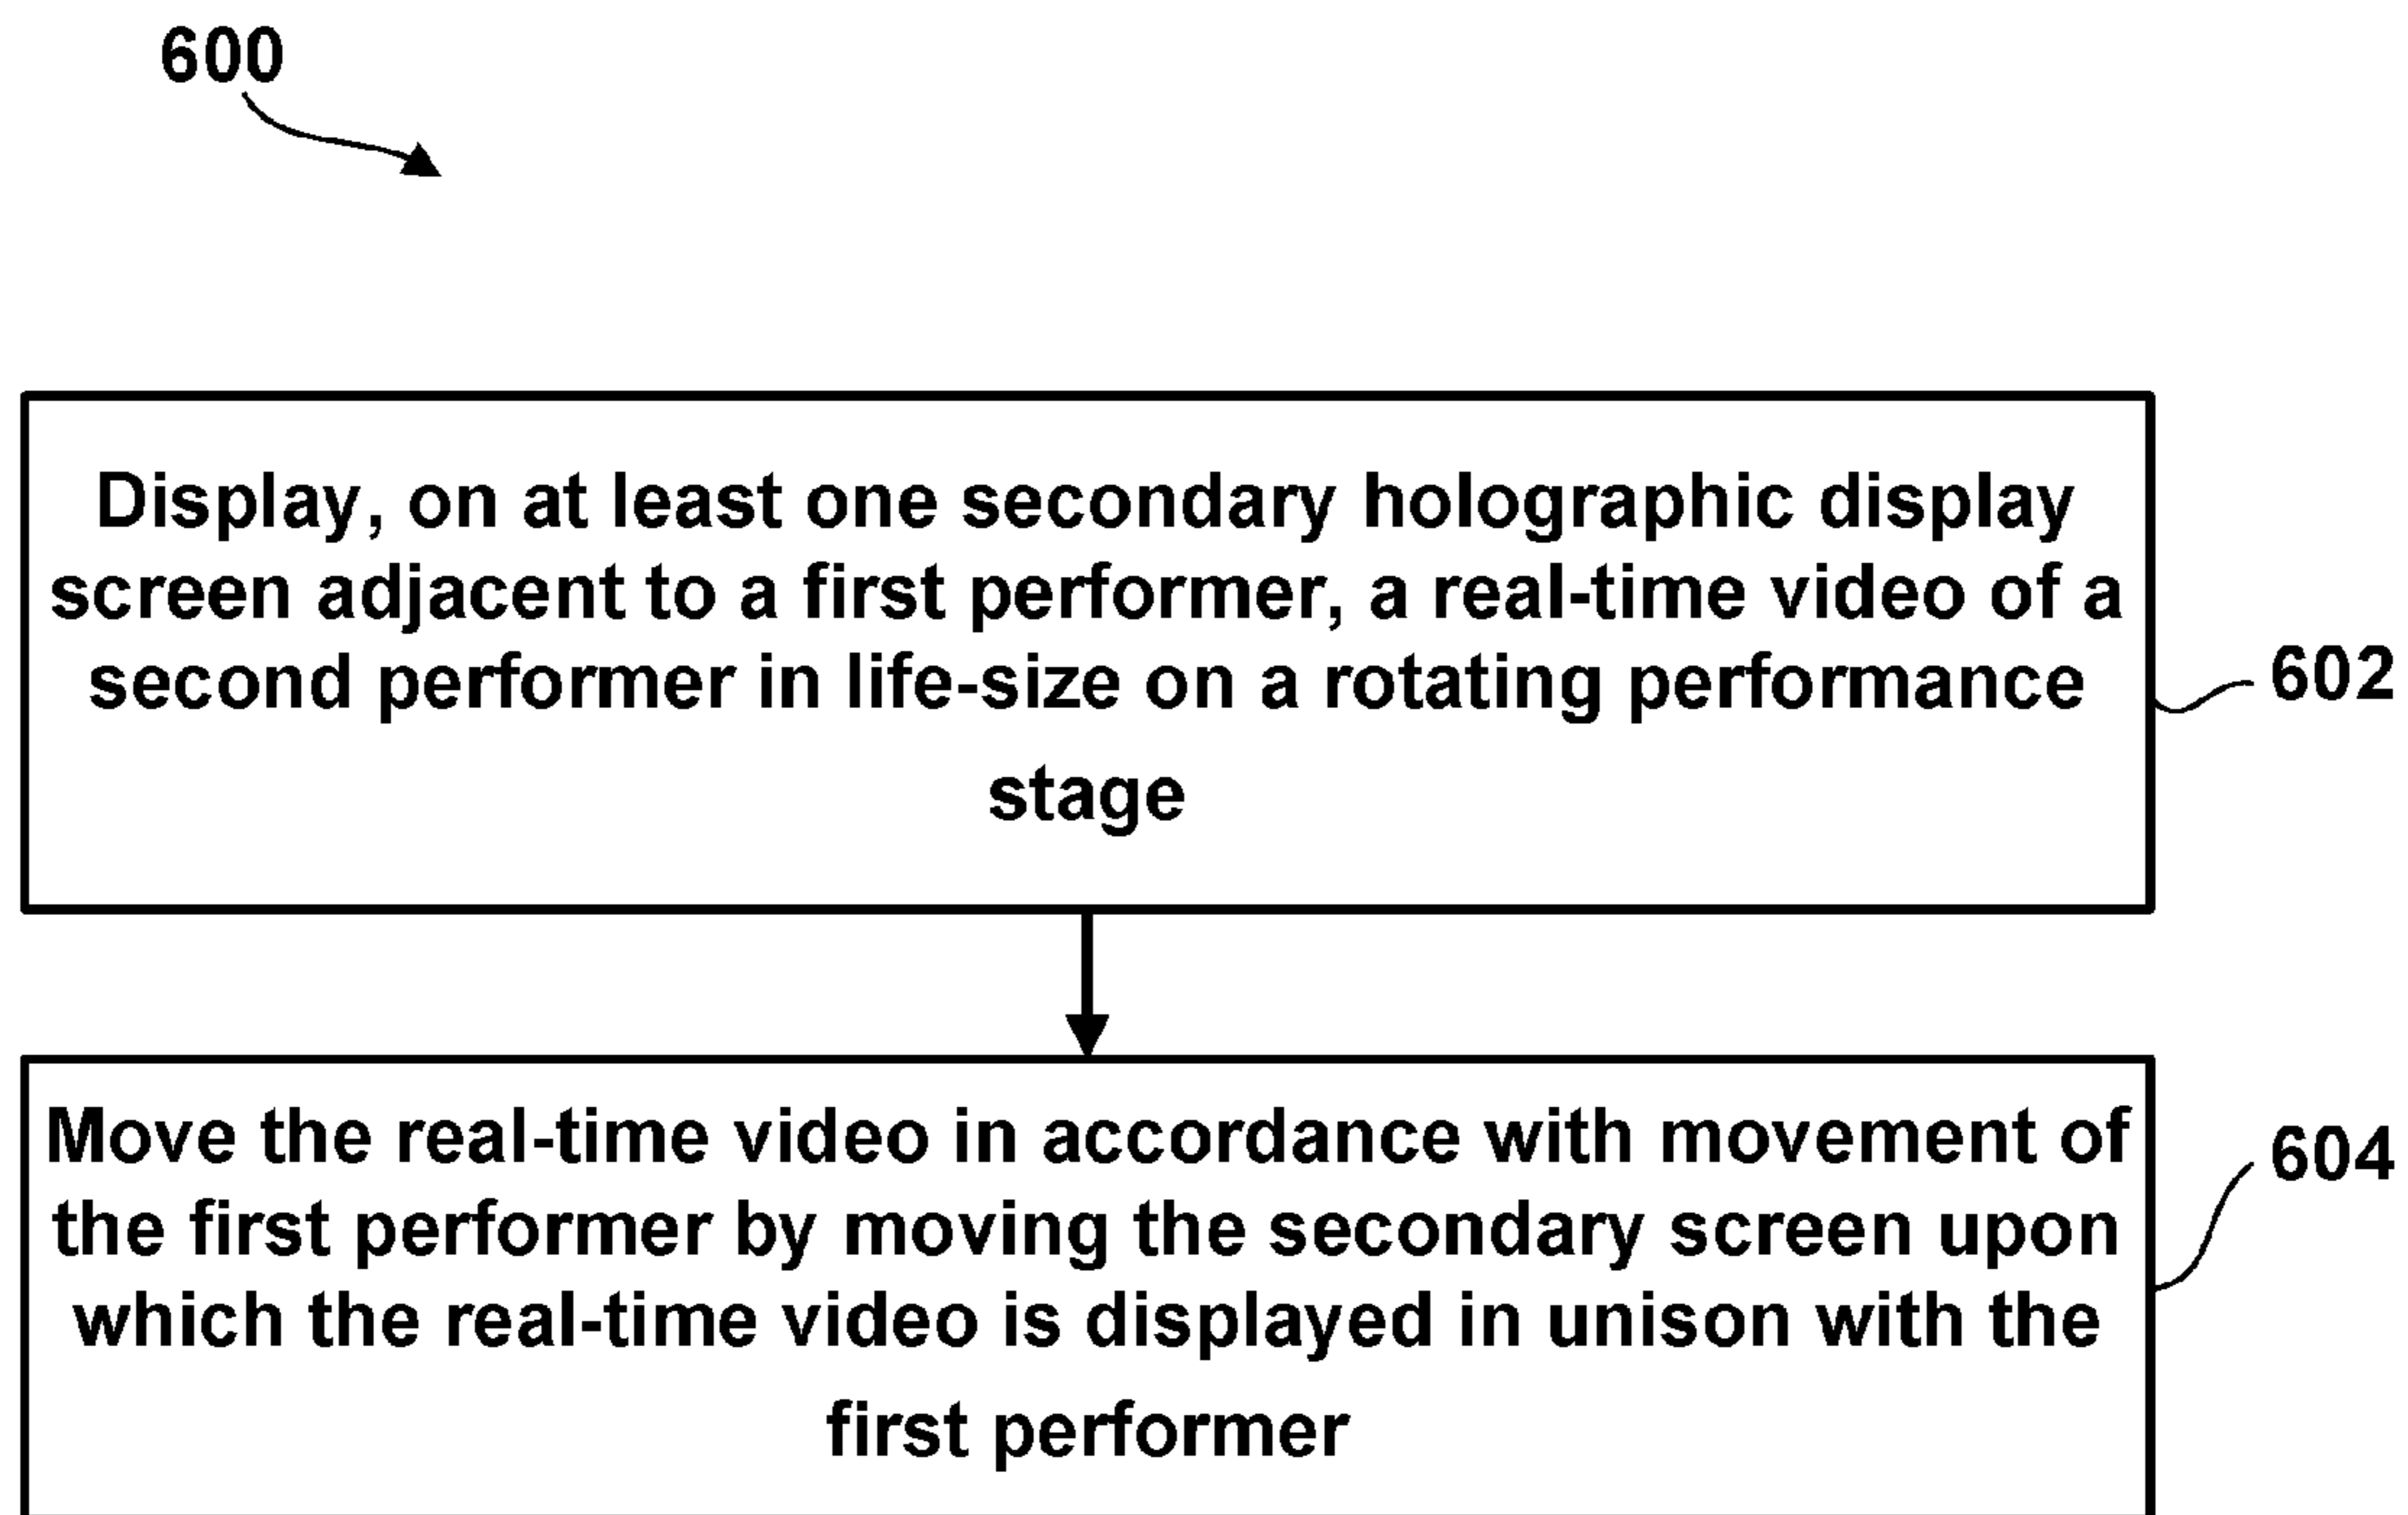 600
Display, on at least one secondary holographic display
screen adjacent to a first performer, a real-time video of a
second performer in life-size on a rotating performance
stage
602
Move the real-time video in accordance with movement of
the first performer by moving the secondary screen upon
which the real-time video is displayed in unison with the
first performer
604